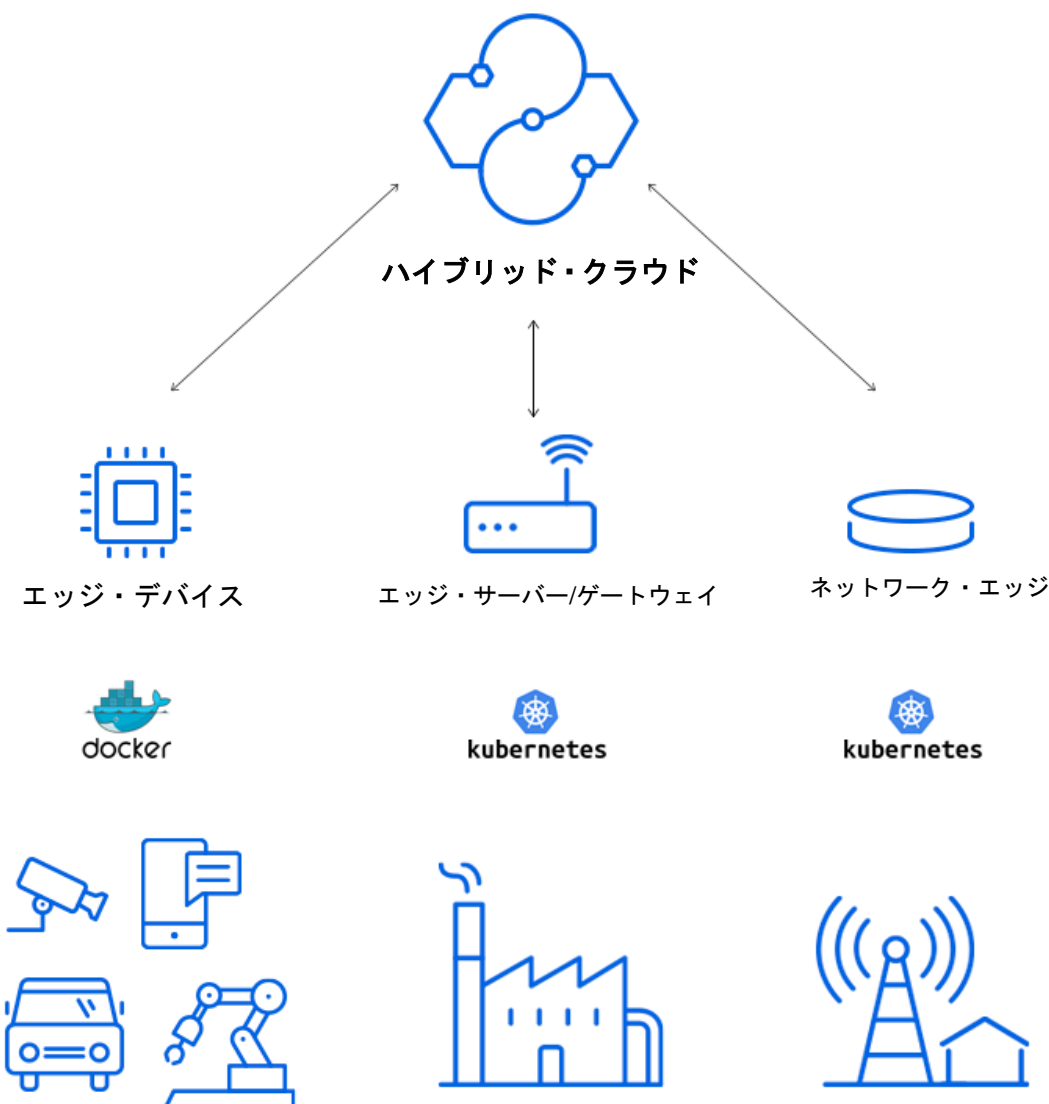 ハイブリッド・クラウド
エッジ・デバイス
エッジ・サーバー/ゲートウェイ
ネットワーク・エッジ
docker
kubernetes
kubernetes